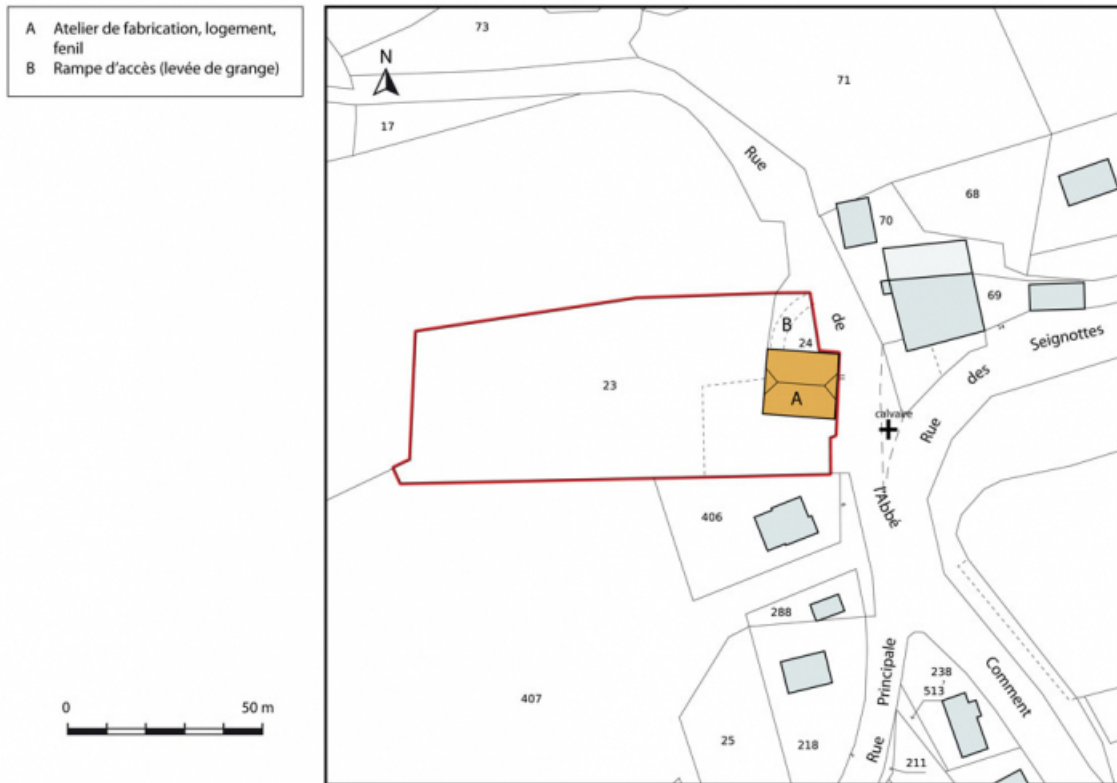 A Atelier de fabrication, logement,
fenil
B Rampe d'accès (levée de grange)
73
N
71
17
Rue
68
70
69
de
B
24
Seignottes
23
A
des
calvaire
Rue
l'Abbé
406
288
Principale
Comment
238
513
0 50 m
407
25
218
Rue
211